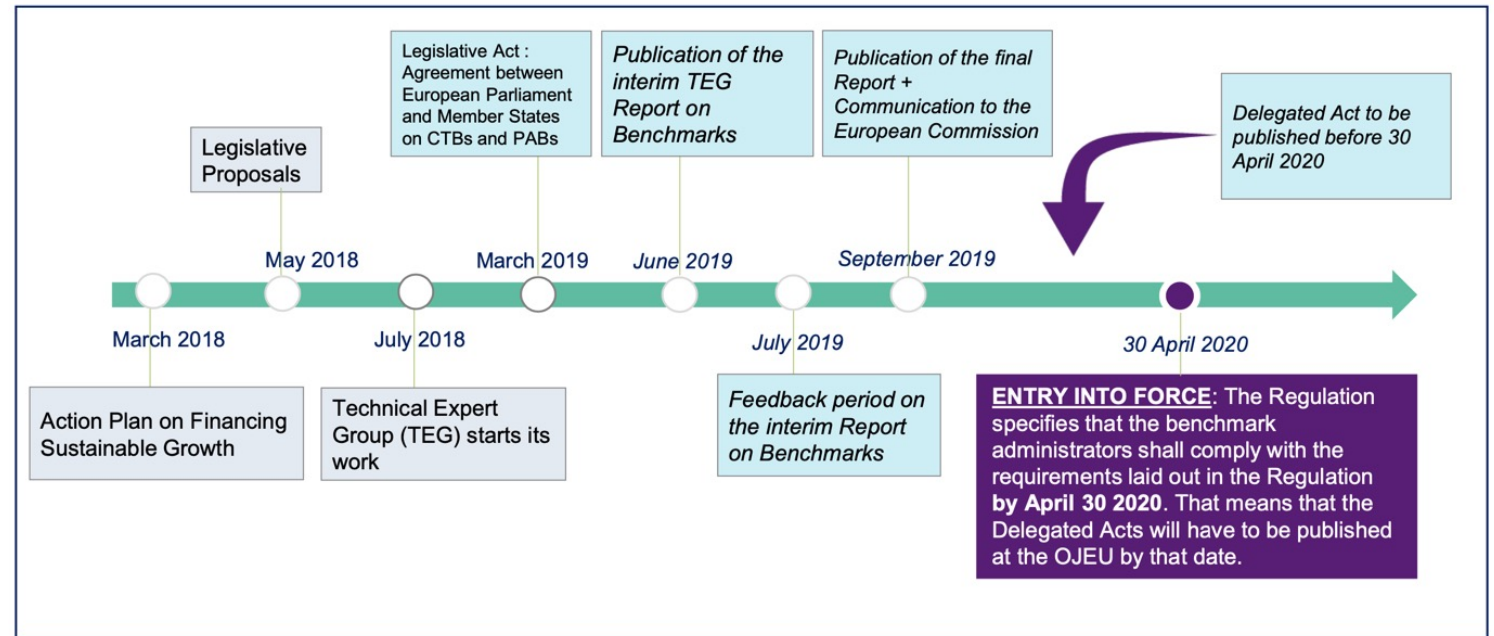 Legislative
Proposals
Legislative Act :
Agreement between
European Parliament
and Member States
on CTBs and PABs
Publication of the
interim TEG
Report on
Benchmarks
Publication of the final
Report +
Communication to the
European Commission
Delegated Act to be
published before 30
April 2020
May 2018
March 2019
June 2019
September 2019
March 2018
July 2018
July 2019
30 April 2020
Action Plan on Financing
Sustainable Growth
Technical Expert
Group (TEG) starts its
work
Feedback period on
the interim Report
on Benchmarks
ENTRY INTO FORCE: The Regulation
specifies that the benchmark
administrators shall comply with the
requirements laid out in the Regulation
by April 30 2020. That means that the
Delegated Acts will have to be published
at the OJEU by that date.